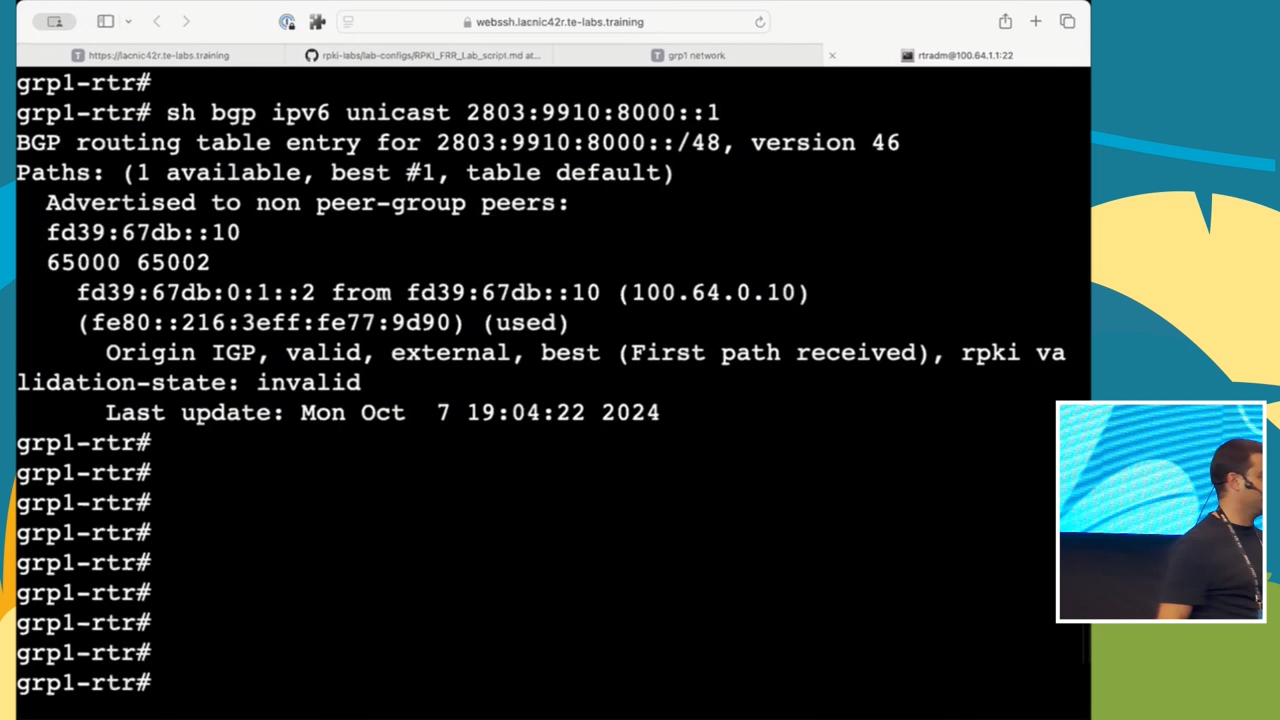 webssh.lacnic42r.te-labs.training
https://lacnic42r.te-labs.training
rpki-labs/lab-configs/RPKI_FRR_Lab_script.md at...
grp1 network
rtradm@100.64.1.1:22
grp1-rtr#
grp1-rtr# sh bgp ipv6 unicast 2803:9910:8000::1
BGP routing table entry for 2803:9910:8000::/48, version 46
Paths: (1 available, best #1, table default)
Advertised to non peer-group peers:
fd39:67db::10
65000 65002
fd39:67db:0:1::2 from fd39:67db::10 (100.64.0.10)
(fe80::216:3eff:fe77:9d90) (used)
Origin IGP, valid, external, best (First path received), rpki va
lidation-state: invalid
Last update: Mon Oct  7 19:04:22 2024
grp1-rtr#
grp1-rtr#
grp1-rtr#
grp1-rtr#
grp1-rtr#
grp1-rtr#
grp1-rtr#
grp1-rtr#
grp1-rtr#